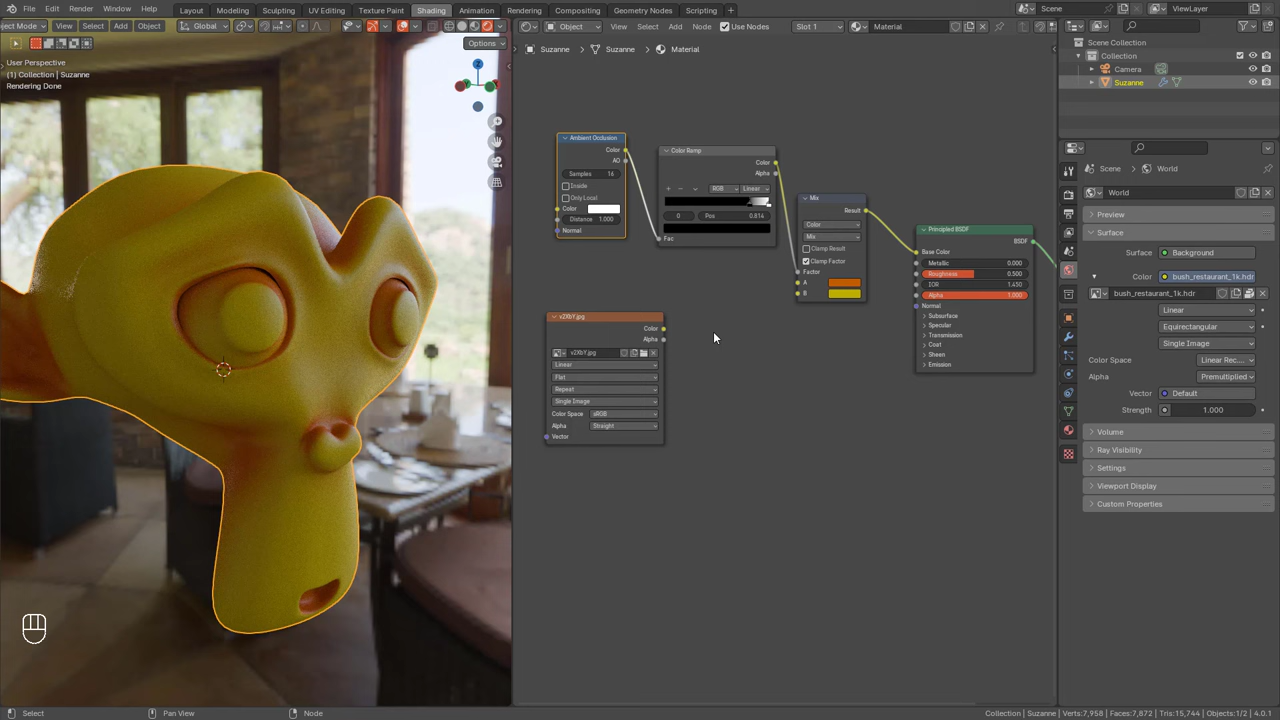 File Edit Render Window Help Layout Modeling Sculpting UV Editing Texture Paint Shading Animation Rendering Compositing Geometry Nodes Scripting + Scene ViewLayer
ject Mode View Select Add Object Global
Object View Select Add Node Use Nodes Slot 1 Material
Options
User Perspective
(1) Collection | Suzanne
Rendering Done
Z
Suzanne > Suzanne > Material
Ambient Occlusion
Color
AO
Samples 16
Inside
Only Local
Color
Distance 1.000
Normal
Color Ramp
Color
Alpha
+ − RGB Linear
0 Pos 0.814
Fac
Mix
Result
Color
Mix
Clamp Result
Clamp Factor
Factor
A
B
Principled BSDF
BSDF
Base Color
Metallic 0.000
Roughness 0.500
IOR 1.450
Alpha 1.000
Normal
Subsurface
Specular
Transmission
Coat
Sheen
Emission
v2XbY.jpg
Color
Alpha
v2XbY.jpg
Linear
Flat
Repeat
Single Image
Color Space sRGB
Alpha Straight
Vector
Scene Collection
Collection
Camera
Suzanne
Scene > World
World
Preview
Surface
Surface Background
Color bush_restaurant_1k.hdr
bush_restaurant_1k.hdr
Linear
Equirectangular
Single Image
Color Space Linear Rec....
Alpha Premultiplied
Vector Default
Strength 1.000
Volume
Ray Visibility
Settings
Viewport Display
Custom Properties
Select Pan View Node Collection | Suzanne | Verts:7,958 | Faces:7,872 | Tris:15,744 | Objects:1/2 | 4.0.1